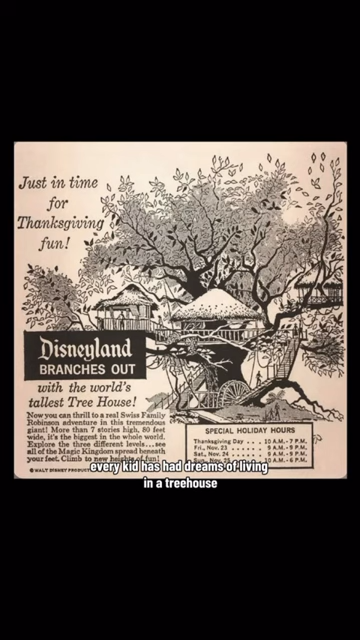 Just in time
for
Thanksgiving
fun!
Disneyland
BRANCHES OUT
with the world's
tallest Tree House!
Now you can thrill to a real Swiss Family
Robinson adventure in this tremendous
giant! More than 7 stories high, 80 feet
wide, it's the biggest in the whole world.
Explore the three different levels...see
all of the Magic Kingdom spread beneath
your feet. Climb to new heights of fun!
© WALT DISNEY PRODUCT
SPECIAL HOLIDAY HOURS
Thanksgiving Day . . . 10 A.M.-7 P.M.
Fri., Nov. 23 . . . . 9 A.M.-9 P.M.
Sat., Nov. 24 . . . . 9 A.M.-9 P.M.
Sun., Nov. 25 . . . . 10 A.M.-6 P.M.
every kid has had dreams of living
in a treehouse